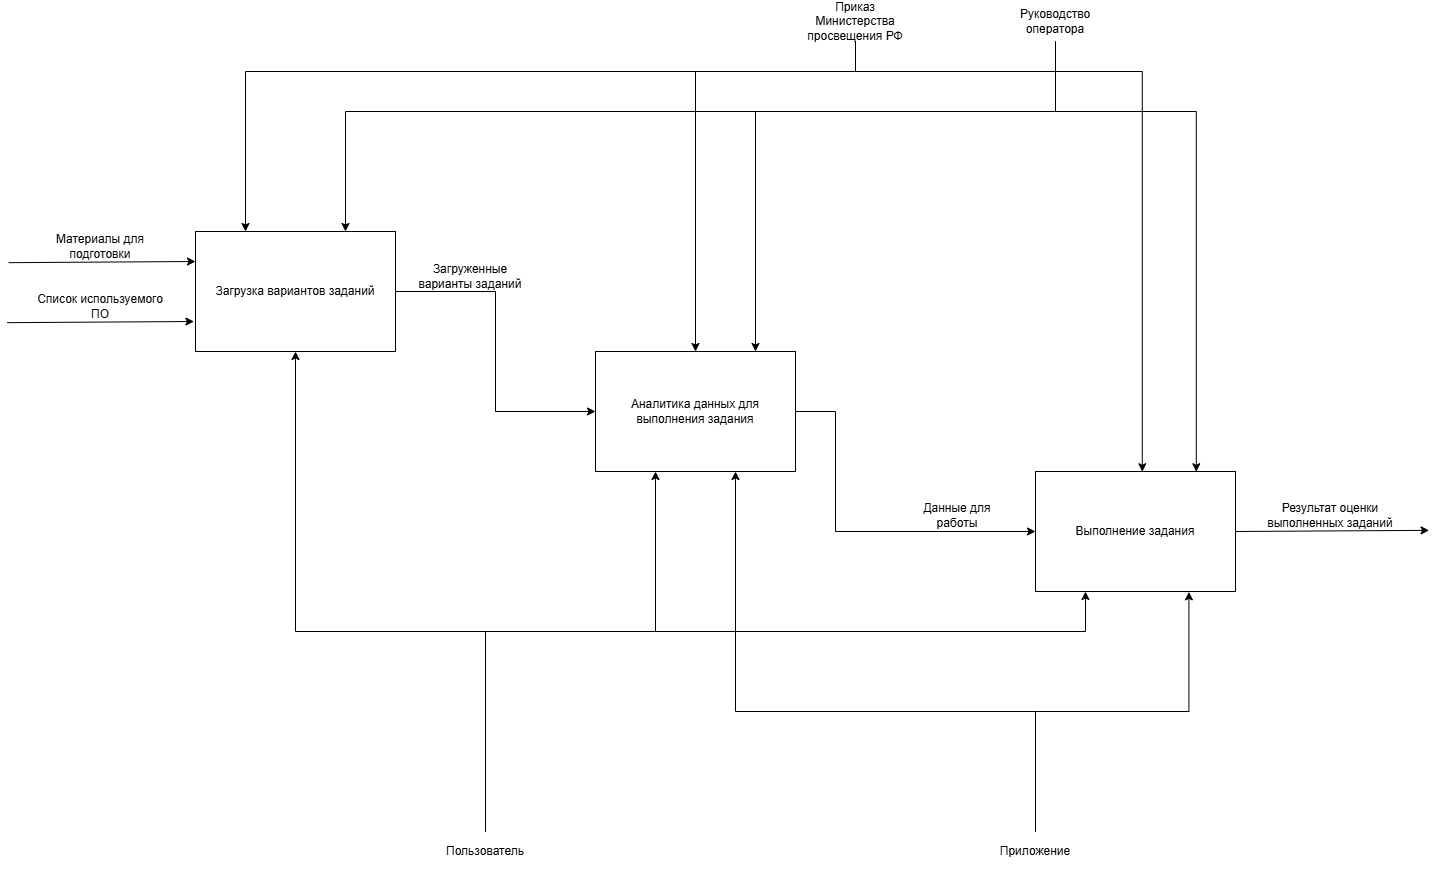 Приказ
Министерства
просвещения РФ
Руководство
оператора
Материалы для
подготовки
Список используемого
ПО
Загрузка вариантов заданий
Загруженные
варианты заданий
Аналитика данных для
выполнения задания
Данные для
работы
Выполнение задания
Результат оценки
выполненных заданий
Пользователь
Приложение